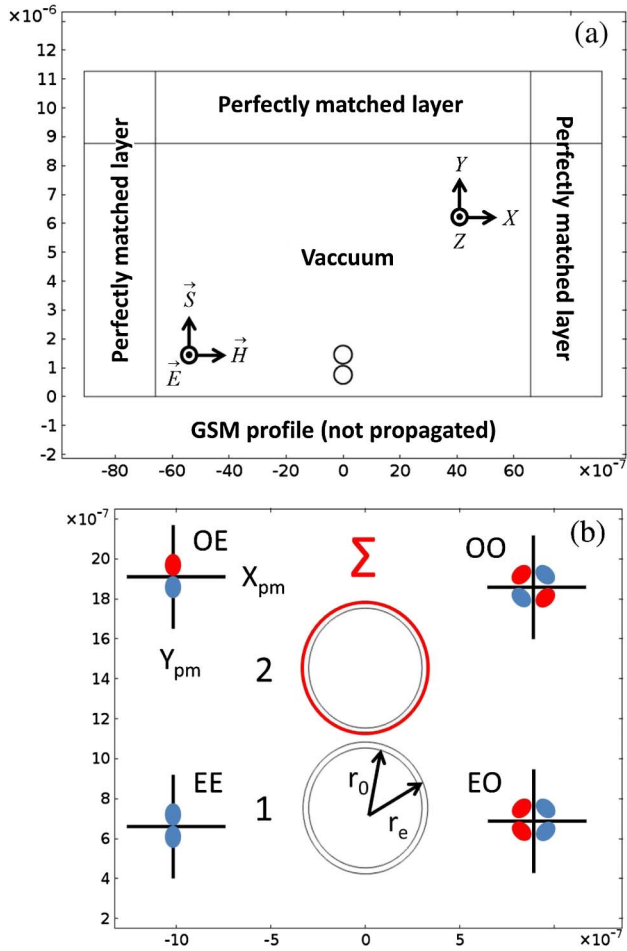 ×10⁻⁶
(a)
12
11
10
9
8
7
6
5
4
3
2
1
0
-1
-2
Perfectly matched layer
Perfectly matched layer
Perfectly matched layer
Y
X
Z
Vaccuum
S
H
E
GSM profile (not propagated)
-80 -60 -40 -20 0 20 40 60 ×10⁻⁷
×10⁻⁷
(b)
20
18
16
14
12
10
8
6
4
2
OE
Σ
OO
Xpm
Ypm
2
EE
1
r₀
rₑ
EO
-10 -5 0 5 ×10⁻⁷